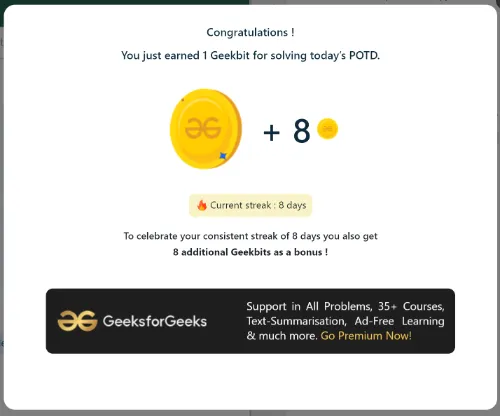 Congratulations !
You just earned 1 Geekbit for solving today's POTD.
+ 8
Current streak : 8 days
To celebrate your consistent streak of 8 days you also get
8 additional Geekbits as a bonus !
GeeksforGeeks
Support in All Problems, 35+ Courses,
Text-Summarisation, Ad-Free Learning
& much more. Go Premium Now!